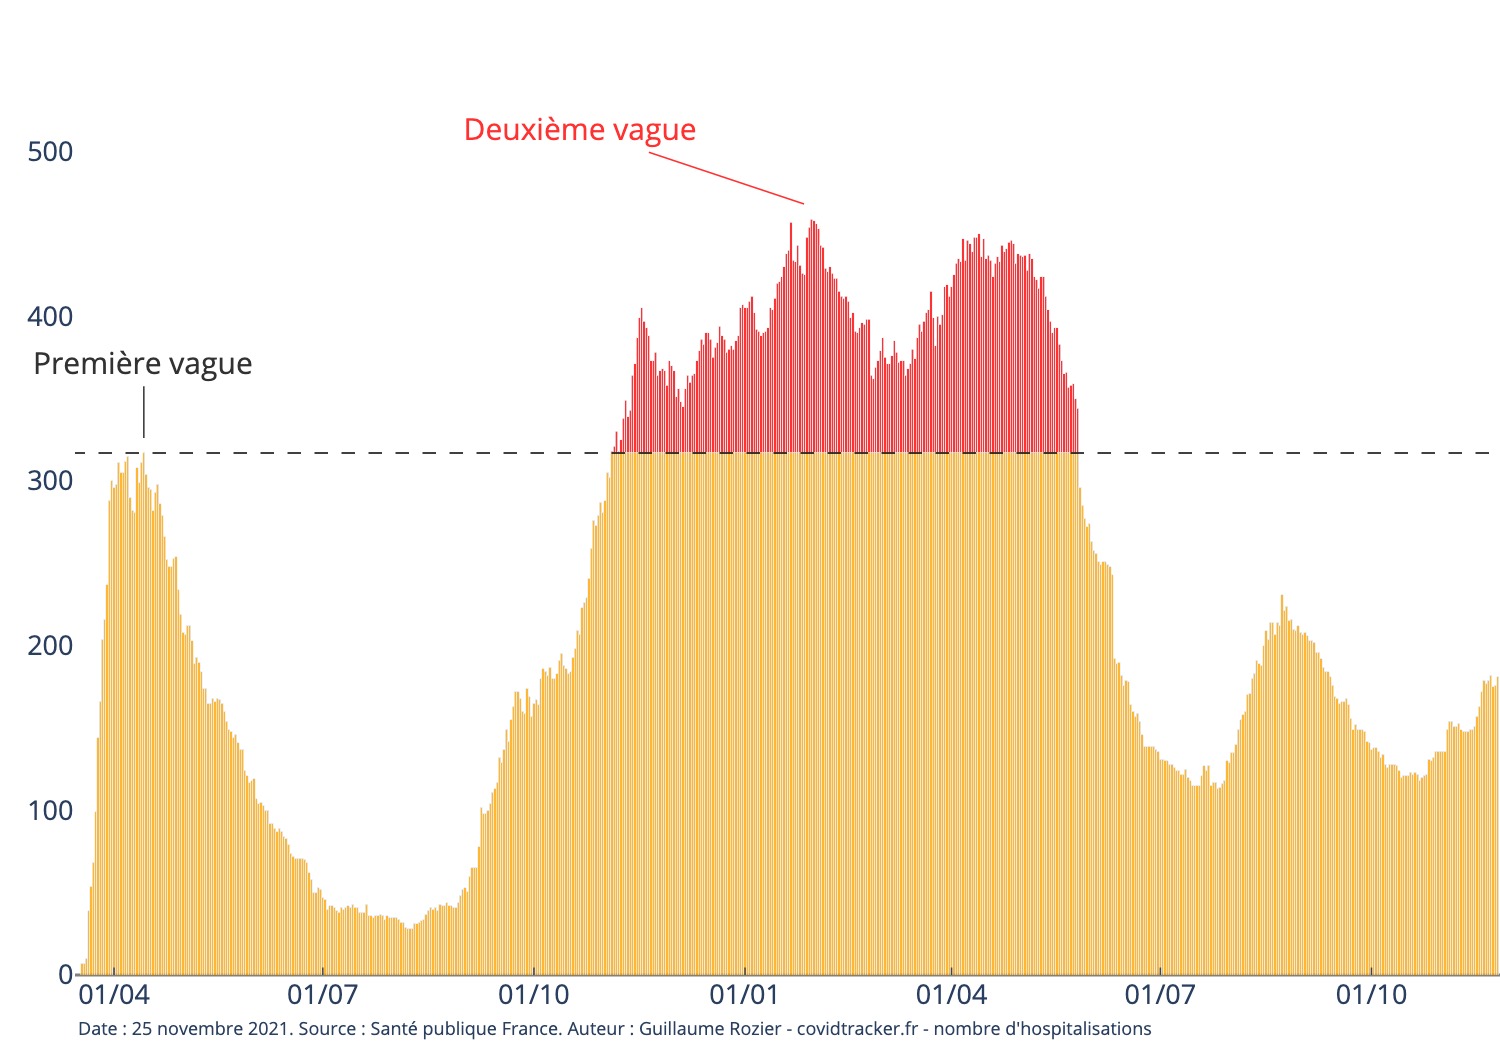 Deuxième vague
500
400
Première vague
300
200
100
0
01/04 01/07 01/10 01/01 01/04 01/07 01/10
Date : 25 novembre 2021. Source : Santé publique France. Auteur : Guillaume Rozier - covidtracker.fr - nombre d'hospitalisations